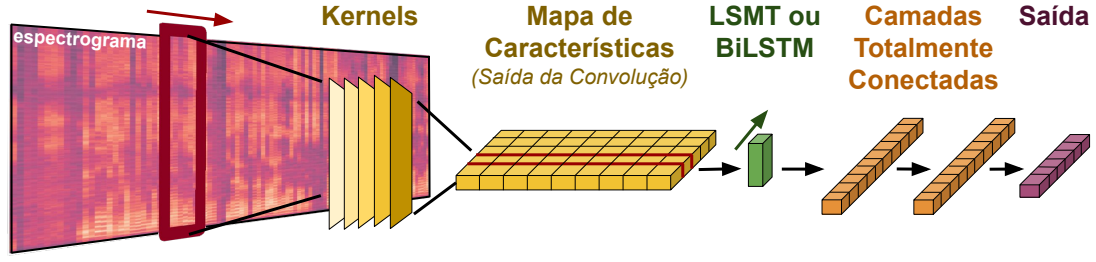 espectrograma
Kernels
Mapa de
Características
(Saída da Convolução)
LSMT ou
BiLSTM
Camadas
Totalmente
Conectadas
Saída